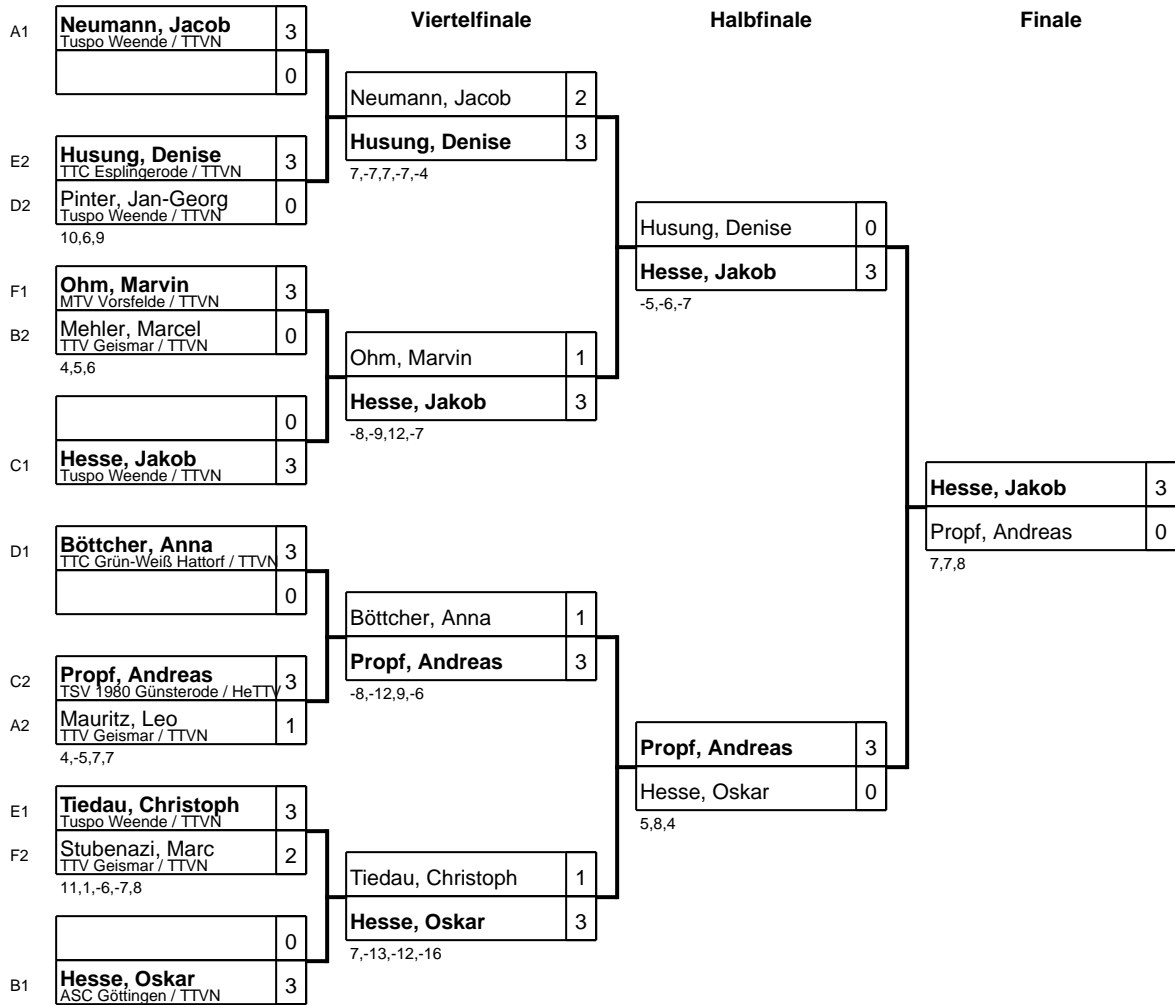 Viertelfinale
Halbfinale
Finale
A1
Neumann, Jacob
Tuspo Weende / TTVN
3
0
E2
Husung, Denise
TTC Esplingerode / TTVN
3
D2
Pinter, Jan-Georg
Tuspo Weende / TTVN
0
10,6,9
F1
Ohm, Marvin
MTV Vorsfelde / TTVN
3
B2
Mehler, Marcel
TTV Geismar / TTVN
0
4,5,6
0
C1
Hesse, Jakob
Tuspo Weende / TTVN
3
D1
Böttcher, Anna
TTC Grün-Weiß Hattorf / TTVN
3
0
C2
Propf, Andreas
TSV 1980 Günsterode / HeTTV
3
A2
Mauritz, Leo
TTV Geismar / TTVN
1
4,-5,7,7
E1
Tiedau, Christoph
Tuspo Weende / TTVN
3
F2
Stubenazi, Marc
TTV Geismar / TTVN
2
11,1,-6,-7,8
0
B1
Hesse, Oskar
ASC Göttingen / TTVN
3
Neumann, Jacob 2
Husung, Denise 3
7,-7,7,-7,-4
Ohm, Marvin 1
Hesse, Jakob 3
-8,-9,12,-7
Böttcher, Anna 1
Propf, Andreas 3
-8,-12,9,-6
Tiedau, Christoph 1
Hesse, Oskar 3
7,-13,-12,-16
Husung, Denise 0
Hesse, Jakob 3
-5,-6,-7
Propf, Andreas 3
Hesse, Oskar 0
5,8,4
Hesse, Jakob 3
Propf, Andreas 0
7,7,8